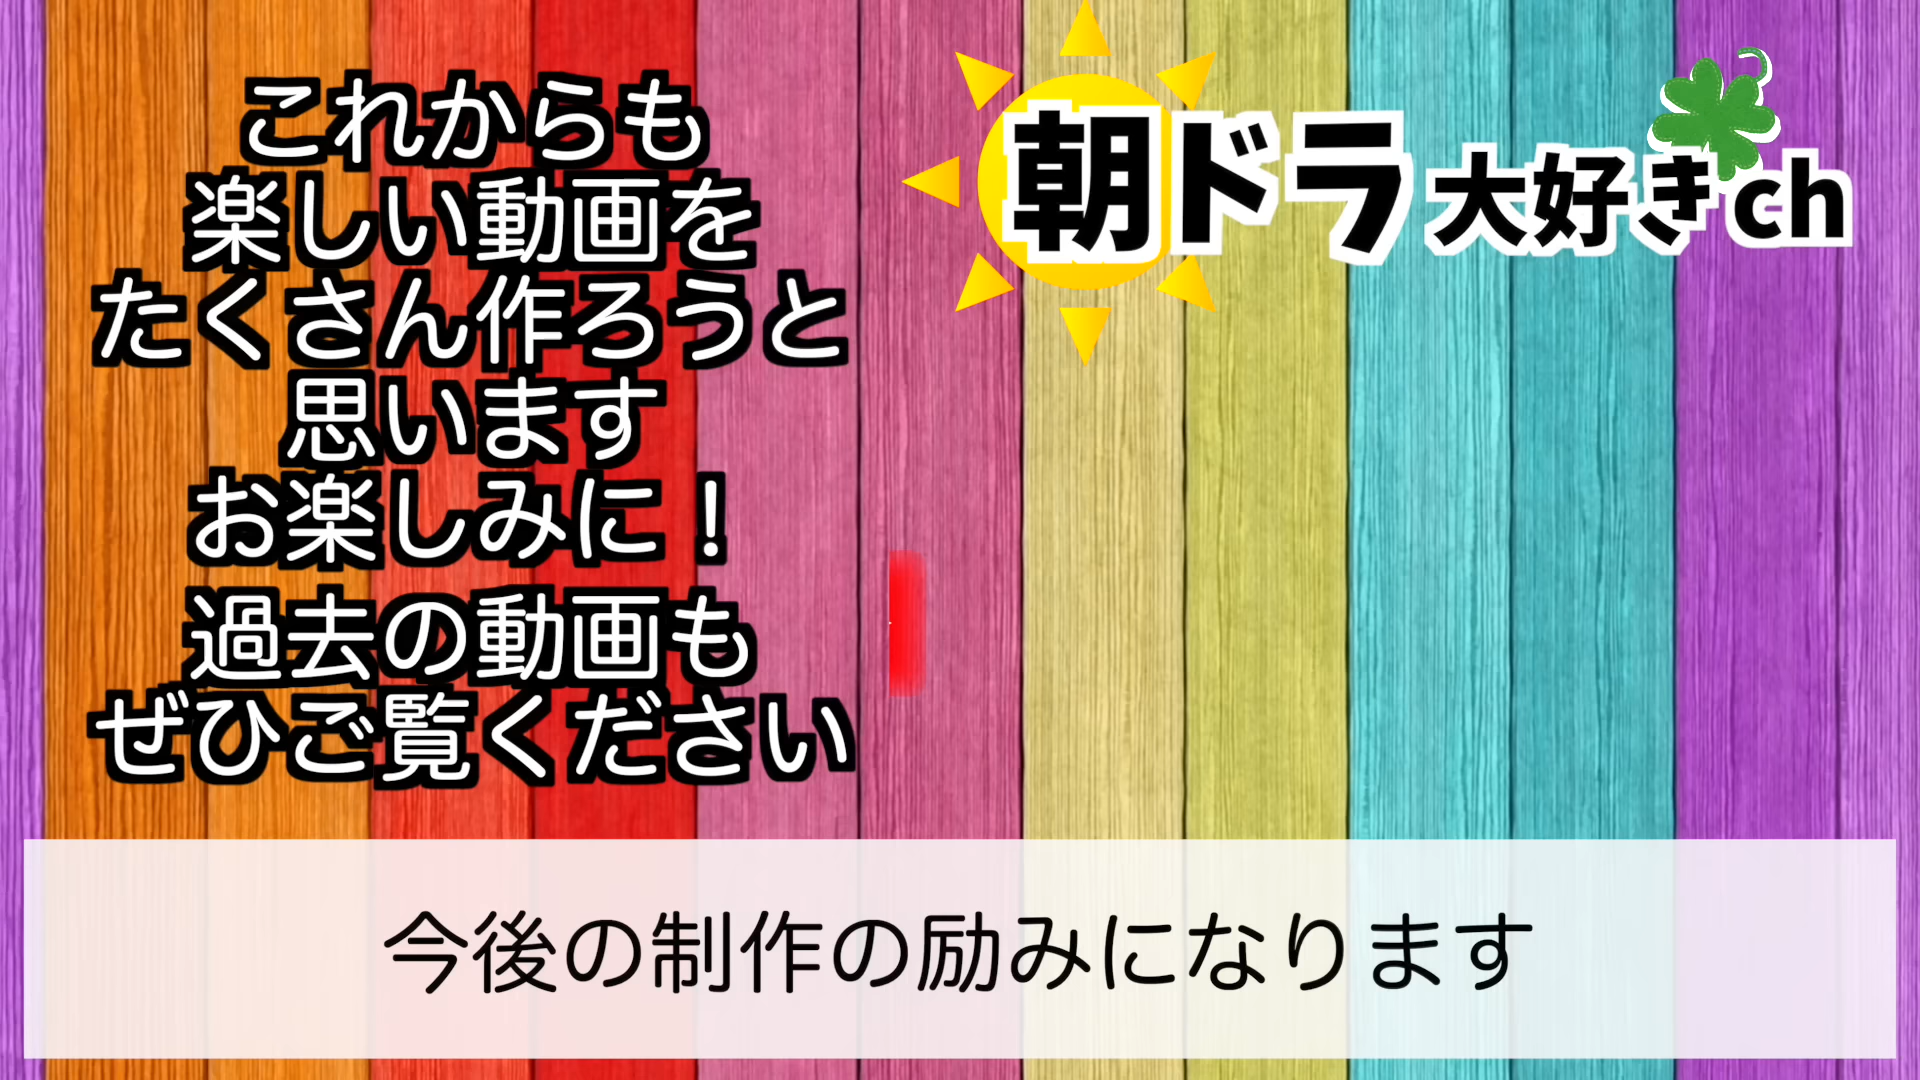 これからも
楽しい動画を
たくさん作ろうと
思います
お楽しみに！
過去の動画も
ぜひご覧ください
朝ドラ大好きch
今後の制作の励みになります